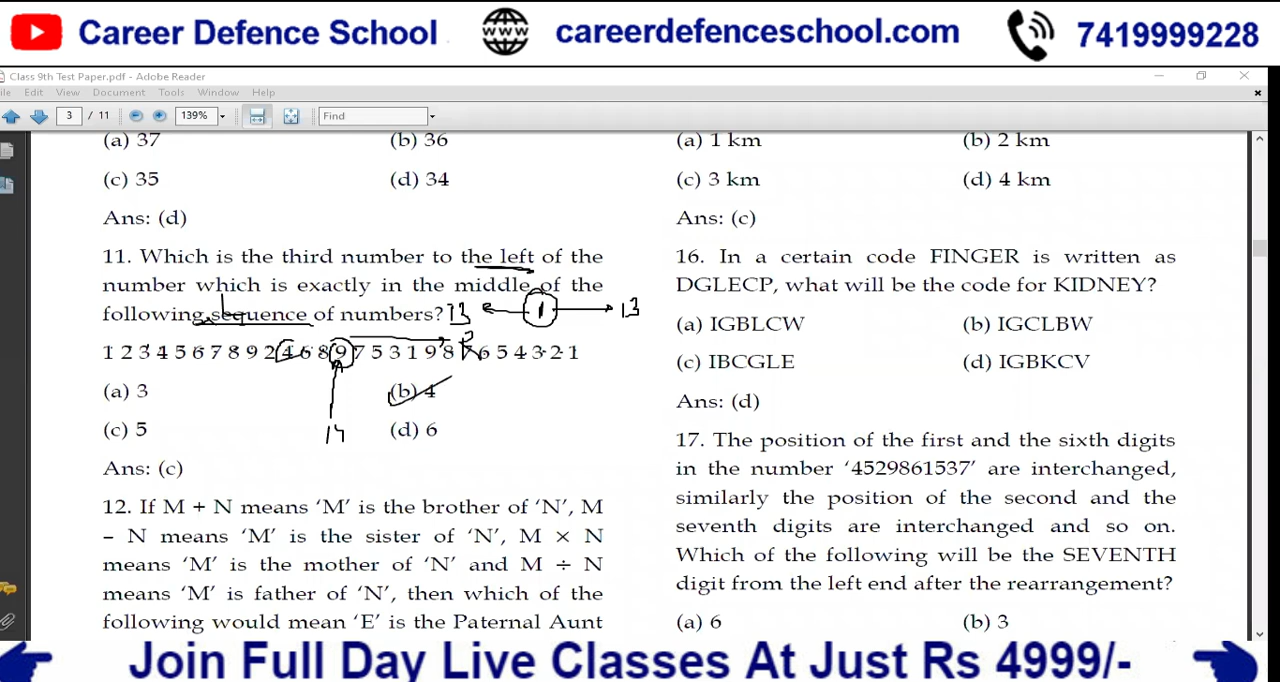 Career Defence School
WWW
careerdefenceschool.com
7419999228
Class 9th Test Paper.pdf - Adobe Reader
ile Edit View Document Tools Window Help
3 / 11 139% Find
(a) 37 (b) 36
(c) 35 (d) 34
Ans: (d)
11. Which is the third number to the left of the
number which is exactly in the middle of the
following sequence of numbers? 13 1 13
1 2 3 4 5 6 7 8 9 2 4 6 8 9 7 5 3 1 9 8 7 6 5 4 3 2 1
(a) 3 (b) 4
14
(c) 5 (d) 6
Ans: (c)
12. If M + N means ‘M’ is the brother of ‘N’, M
– N means ‘M’ is the sister of ‘N’, M × N
means ‘M’ is the mother of ‘N’ and M ÷ N
means ‘M’ is father of ‘N’, then which of the
following would mean ‘E’ is the Paternal Aunt
(a) 1 km (b) 2 km
(c) 3 km (d) 4 km
Ans: (c)
16. In a certain code FINGER is written as
DGLECP, what will be the code for KIDNEY?
(a) IGBLCW (b) IGCLBW
(c) IBCGLE (d) IGBKCV
Ans: (d)
17. The position of the first and the sixth digits
in the number ‘4529861537’ are interchanged,
similarly the position of the second and the
seventh digits are interchanged and so on.
Which of the following will be the SEVENTH
digit from the left end after the rearrangement?
(a) 6 (b) 3
Join Full Day Live Classes At Just Rs 4999/-